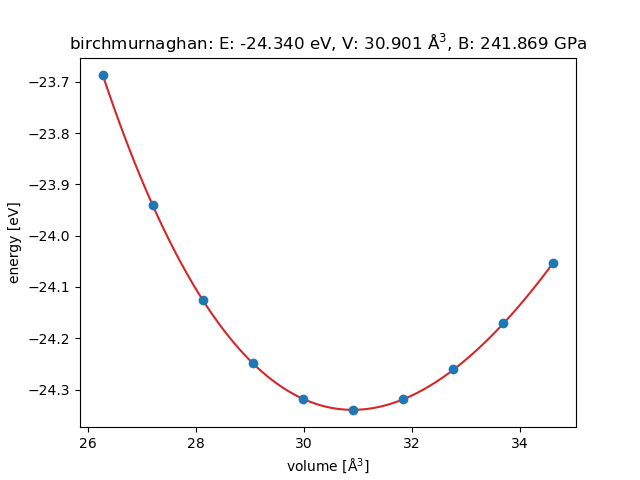 birchmurnaghan: E: -24.340 eV, V: 30.901 Å³, B: 241.869 GPa
−23.7
−23.8
−23.9
−24.0
−24.1
−24.2
−24.3
energy [eV]
26 28 30 32 34
volume [Å³]